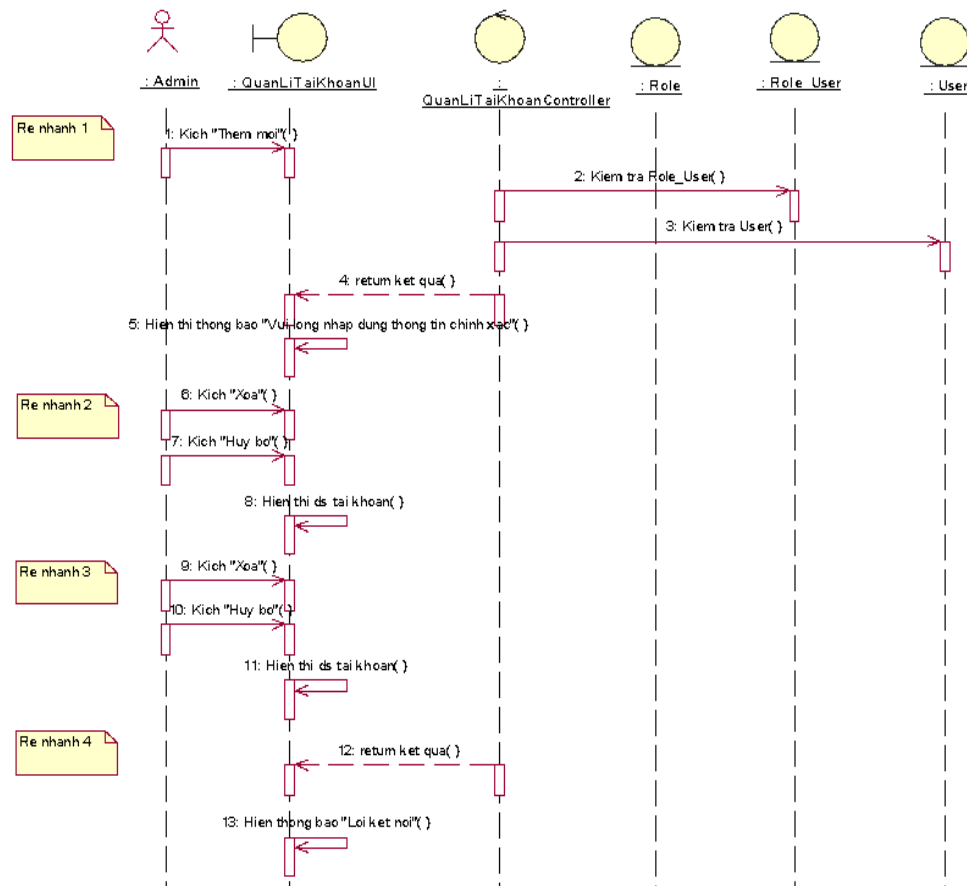 : Admin
: QuanLiTaiKhoanUI
:
QuanLiTaiKhoanController
: Role
: Role_User
: User
Re nhanh 1
1: Kich "Them moi"( )
2: Kiem tra Role_User( )
3: Kiem tra User( )
4: return ket qua( )
5: Hien thi thong bao "Vui long nhap dung thong tin chinh xac"( )
Re nhanh 2
6: Kich "Xoa"( )
7: Kich "Huy bo"( )
8: Hien thi ds tai khoan( )
Re nhanh 3
9: Kich "Xoa"( )
10: Kich "Huy bo"( )
11: Hien thi ds tai khoan( )
Re nhanh 4
12: return ket qua( )
13: Hien thong bao "Loi ket noi"( )